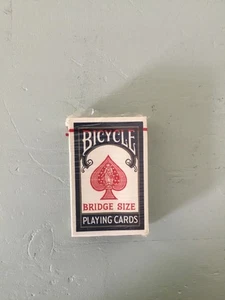 BICYCLE
BRIDGE SIZE
PLAYING CARDS